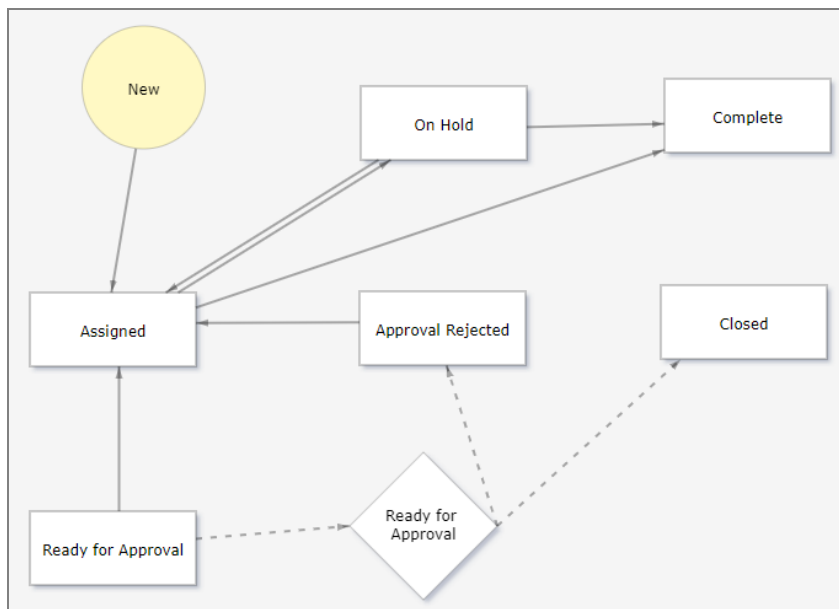 New
On Hold
Complete
Assigned
Approval Rejected
Closed
Ready for Approval
Ready for
Approval